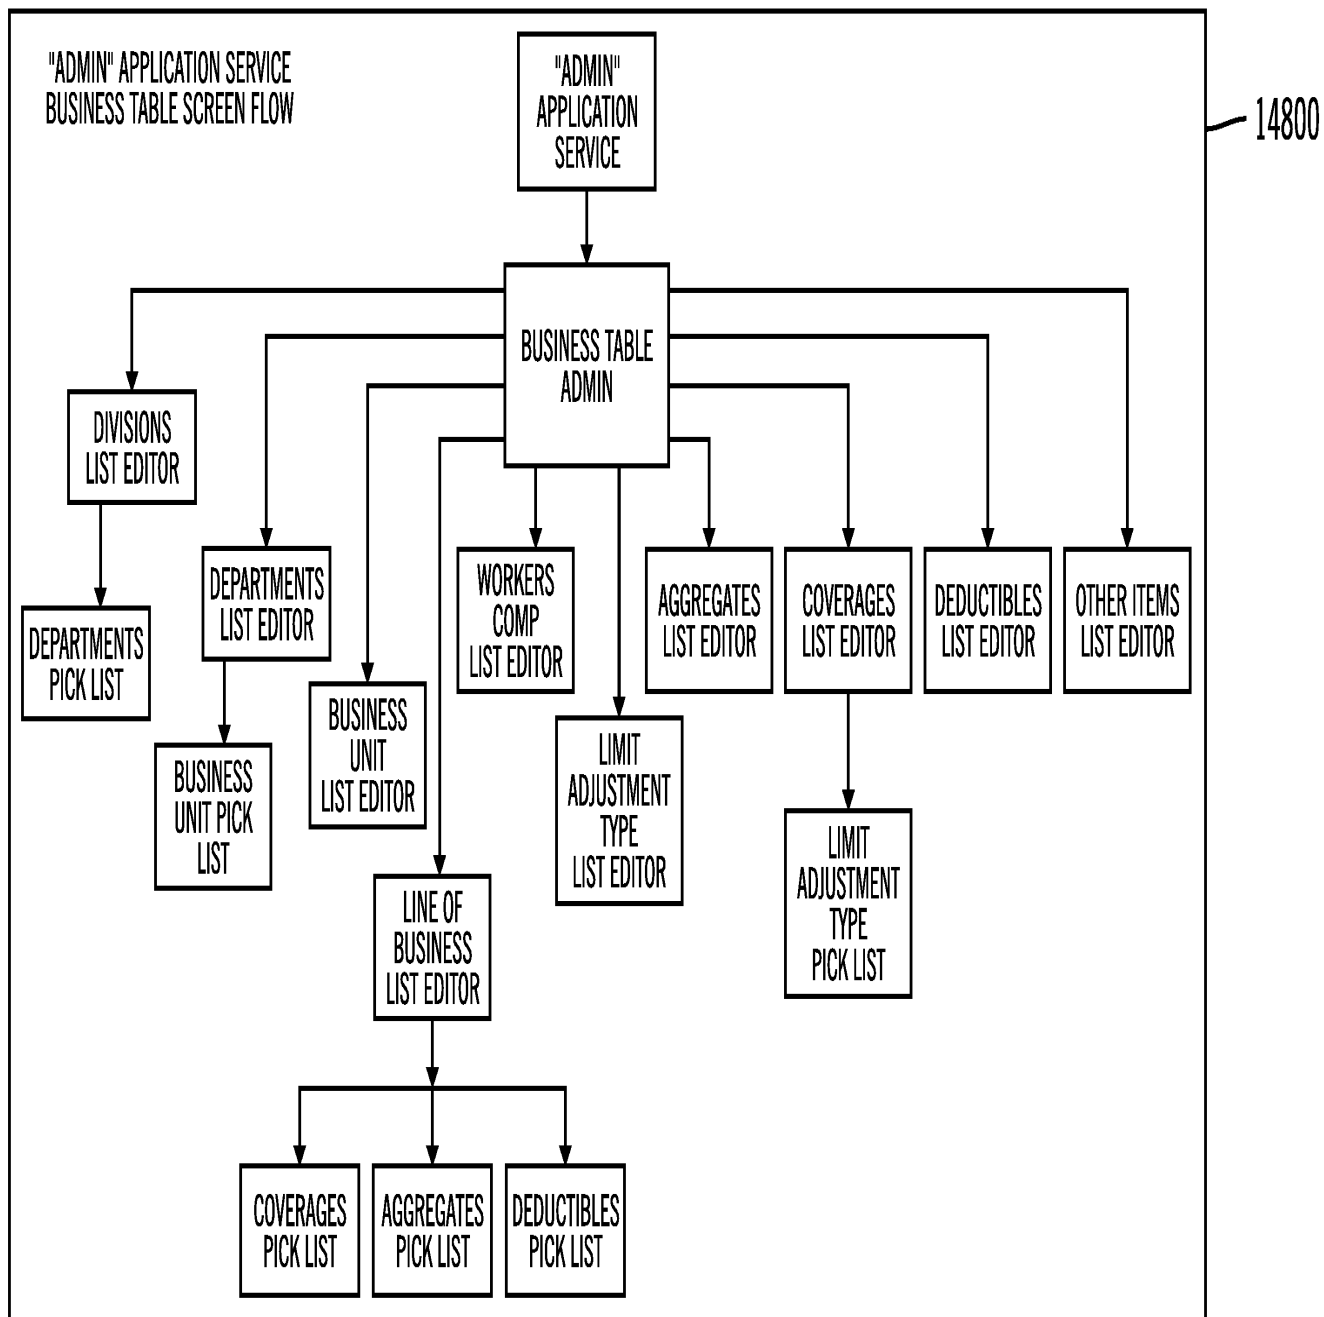 "ADMIN" APPLICATION SERVICE
BUSINESS TABLE SCREEN FLOW
"ADMIN"
APPLICATION
SERVICE
14800
BUSINESS TABLE
ADMIN
DIVISIONS
LIST EDITOR
DEPARTMENTS
PICK LIST
DEPARTMENTS
LIST EDITOR
BUSINESS
UNIT PICK
LIST
BUSINESS
UNIT
LIST EDITOR
WORKERS
COMP
LIST EDITOR
LIMIT
ADJUSTMENT
TYPE
LIST EDITOR
AGGREGATES
LIST EDITOR
COVERAGES
LIST EDITOR
DEDUCTIBLES
LIST EDITOR
OTHER ITEMS
LIST EDITOR
LIMIT
ADJUSTMENT
TYPE
PICK LIST
LINE OF
BUSINESS
LIST EDITOR
COVERAGES
PICK LIST
AGGREGATES
PICK LIST
DEDUCTIBLES
PICK LIST